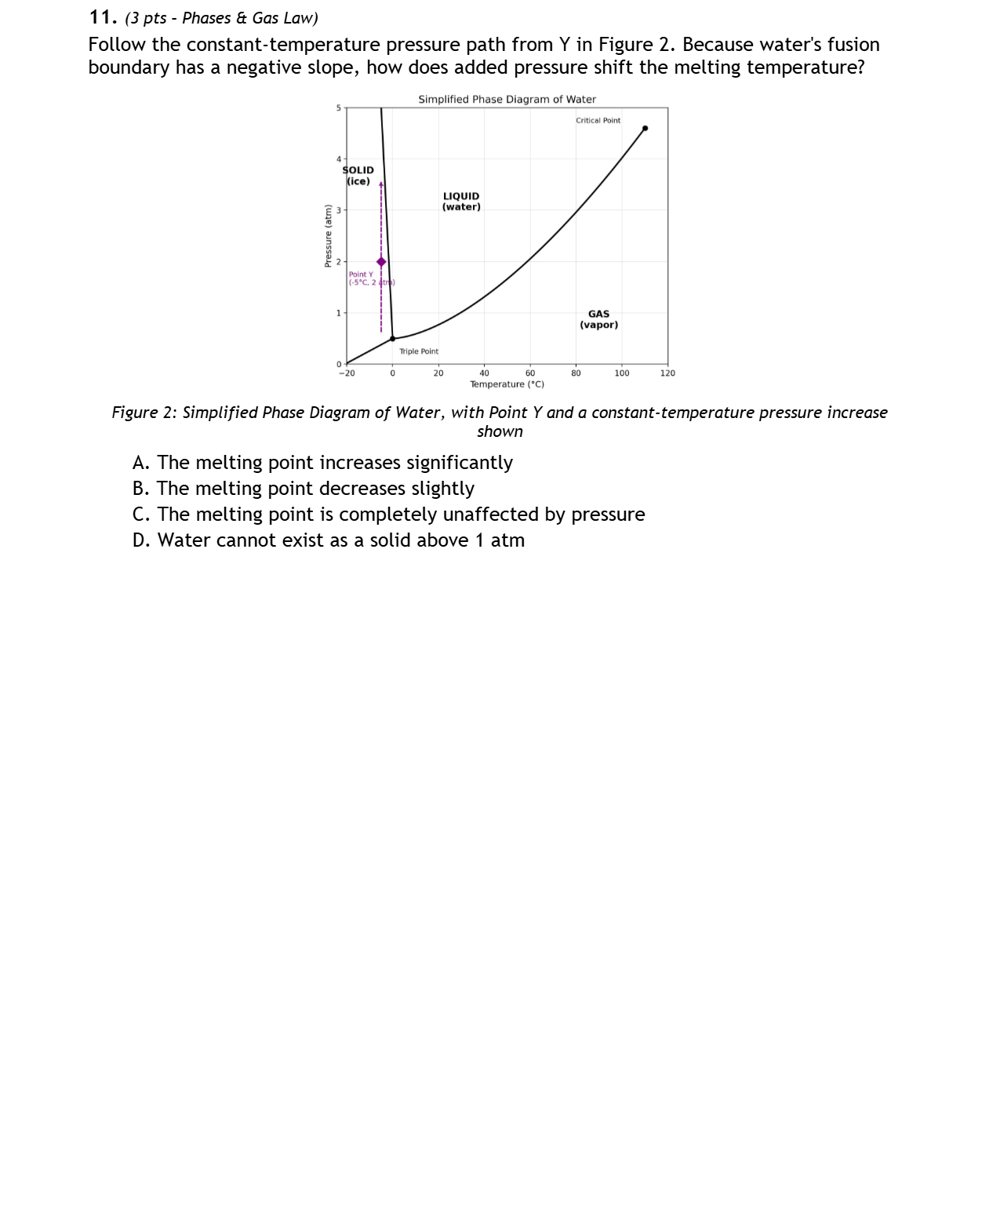 11. (3 pts - Phases & Gas Law)
Follow the constant-temperature pressure path from Y in Figure 2. Because water's fusion
boundary has a negative slope, how does added pressure shift the melting temperature?
Simplified Phase Diagram of Water
5
Critical Point
4
SOLID
(ice)
LIQUID
(water)
3
Pressure (atm)
2
Point Y
(-5°C, 2 atm)
1
GAS
(vapor)
Triple Point
0
−20 0 20 40 60 80 100 120
Temperature (°C)
Figure 2: Simplified Phase Diagram of Water, with Point Y and a constant-temperature pressure increase
shown
A. The melting point increases significantly
B. The melting point decreases slightly
C. The melting point is completely unaffected by pressure
D. Water cannot exist as a solid above 1 atm